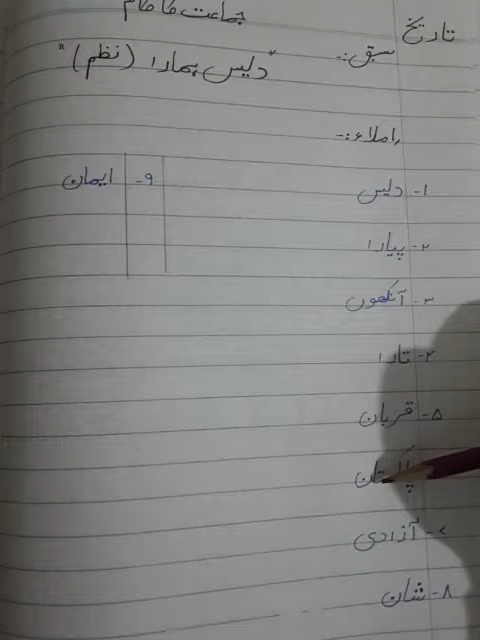 جماعت کا کام
تاریخ
سبق:-
"دیس ہمارا (نظم)"
املاء:-
۱- دیس
۲- پیارا
۳- آنکھوں
۴- تارا
۵- قربان
پاکستان
۷- آزادی
۸- شان
۹- ایمان